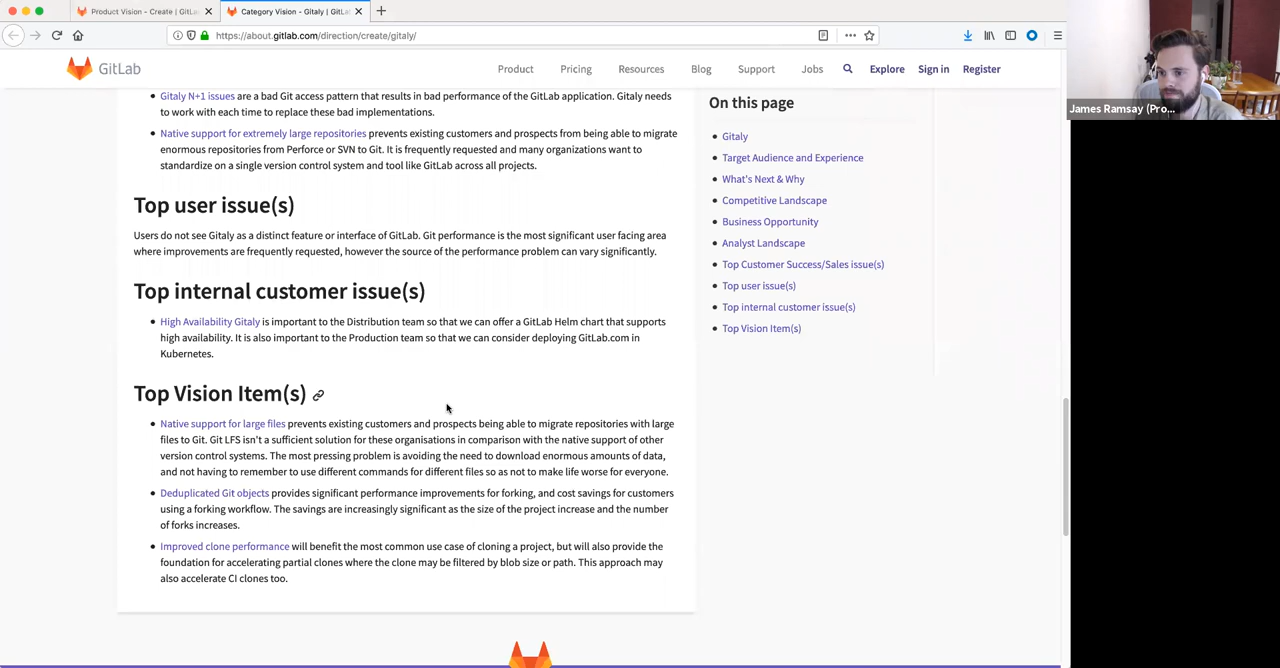 Product Vision - Create | GitLa
Category Vision - Gitaly | GitLa
https://about.gitlab.com/direction/create/gitaly/
GitLab
Product
Pricing
Resources
Blog
Support
Jobs
Explore
Sign in
Register
Gitaly N+1 issues are a bad Git access pattern that results in bad performance of the GitLab application. Gitaly needs
to work with each time to replace these bad implementations.
Native support for extremely large repositories prevents existing customers and prospects from being able to migrate
enormous repositories from Perforce or SVN to Git. It is frequently requested and many organizations want to
standardize on a single version control system and tool like GitLab across all projects.
Top user issue(s)
Users do not see Gitaly as a distinct feature or interface of GitLab. Git performance is the most significant user facing area
where improvements are frequently requested, however the source of the performance problem can vary significantly.
Top internal customer issue(s)
High Availability Gitaly is important to the Distribution team so that we can offer a GitLab Helm chart that supports
high availability. It is also important to the Production team so that we can consider deploying GitLab.com in
Kubernetes.
Top Vision Item(s)
Native support for large files prevents existing customers and prospects being able to migrate repositories with large
files to Git. Git LFS isn't a sufficient solution for these organisations in comparison with the native support of other
version control systems. The most pressing problem is avoiding the need to download enormous amounts of data,
and not having to remember to use different commands for different files so as not to make life worse for everyone.
Deduplicated Git objects provides significant performance improvements for forking, and cost savings for customers
using a forking workflow. The savings are increasingly significant as the size of the project increase and the number
of forks increases.
Improved clone performance will benefit the most common use case of cloning a project, but will also provide the
foundation for accelerating partial clones where the clone may be filtered by blob size or path. This approach may
also accelerate CI clones too.
On this page
Gitaly
Target Audience and Experience
What's Next & Why
Competitive Landscape
Business Opportunity
Analyst Landscape
Top Customer Success/Sales issue(s)
Top user issue(s)
Top internal customer issue(s)
Top Vision Item(s)
James Ramsay (Pro...